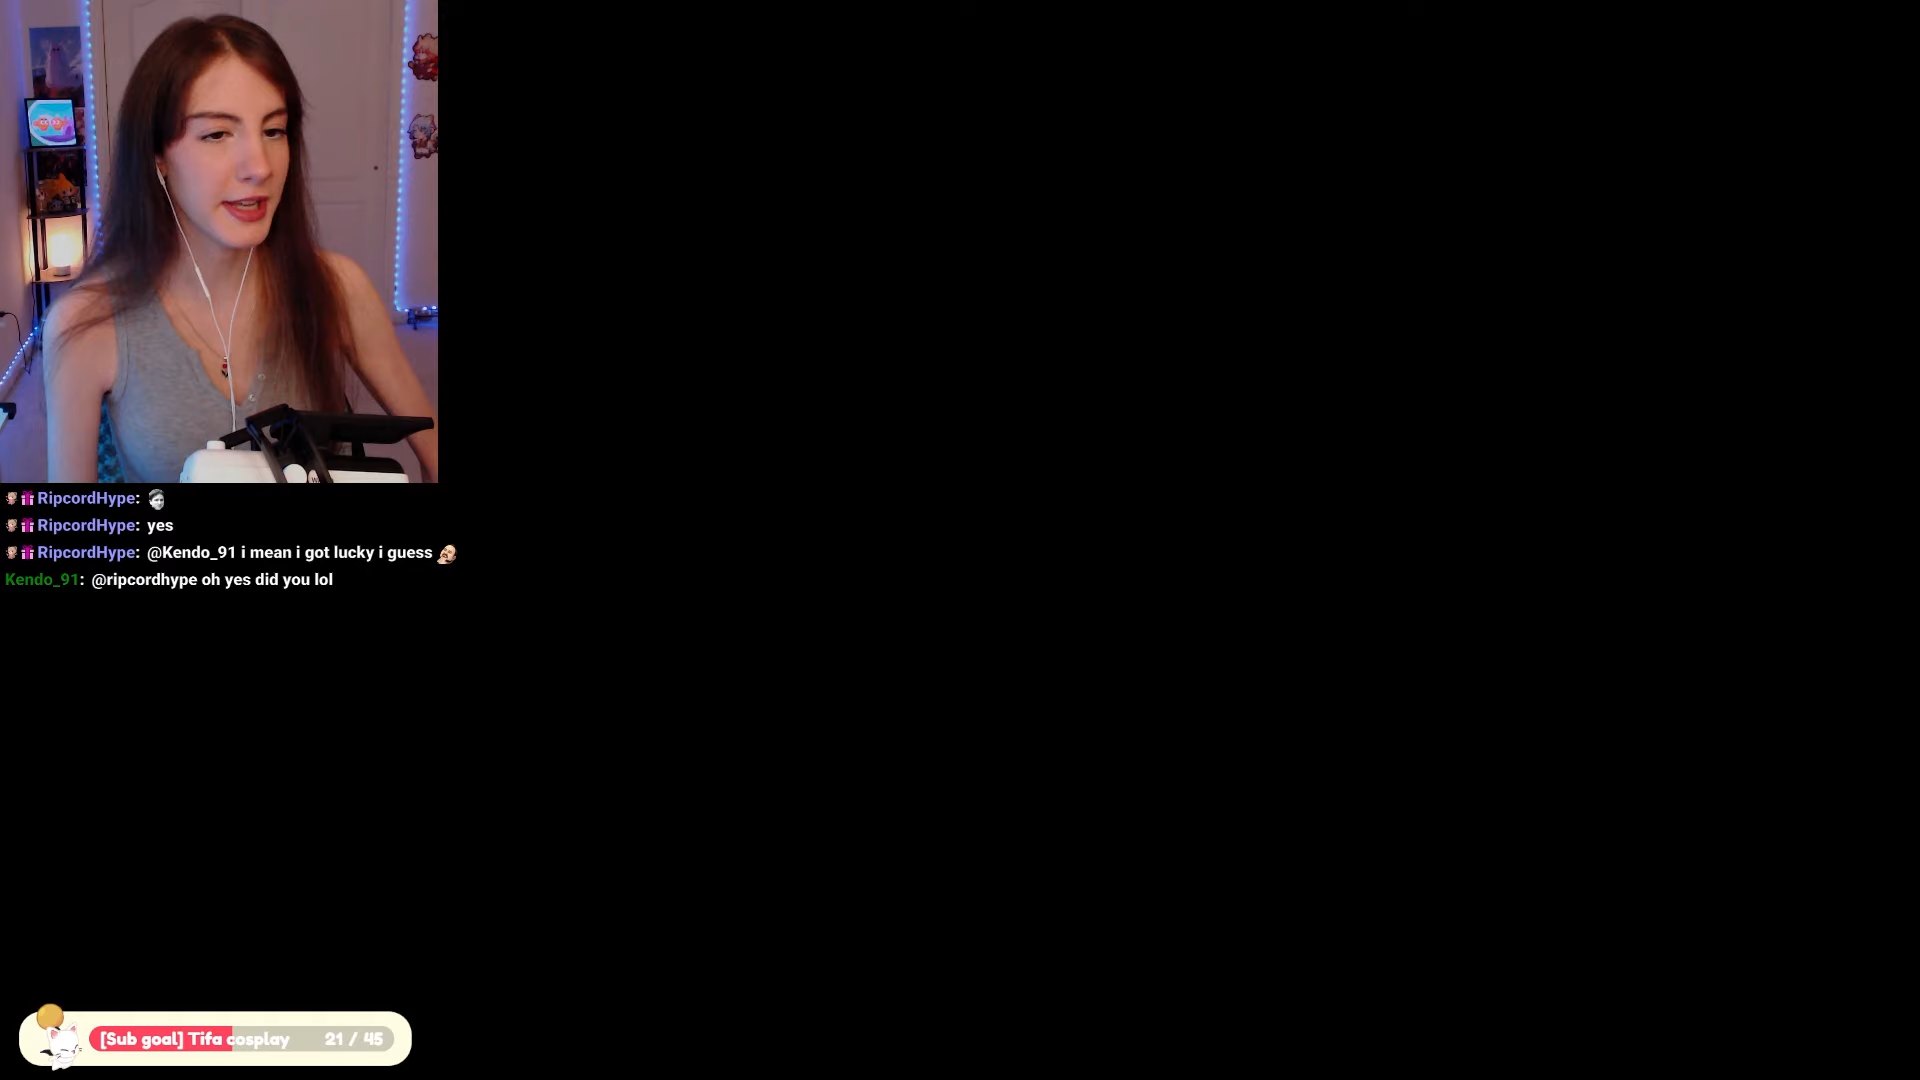 RipcordHype:
RipcordHype: yes
RipcordHype: @Kendo_91 i mean i got lucky i guess
Kendo_91: @ripcordhype oh yes did you lol
[Sub goal] Tifa cosplay 21 / 45